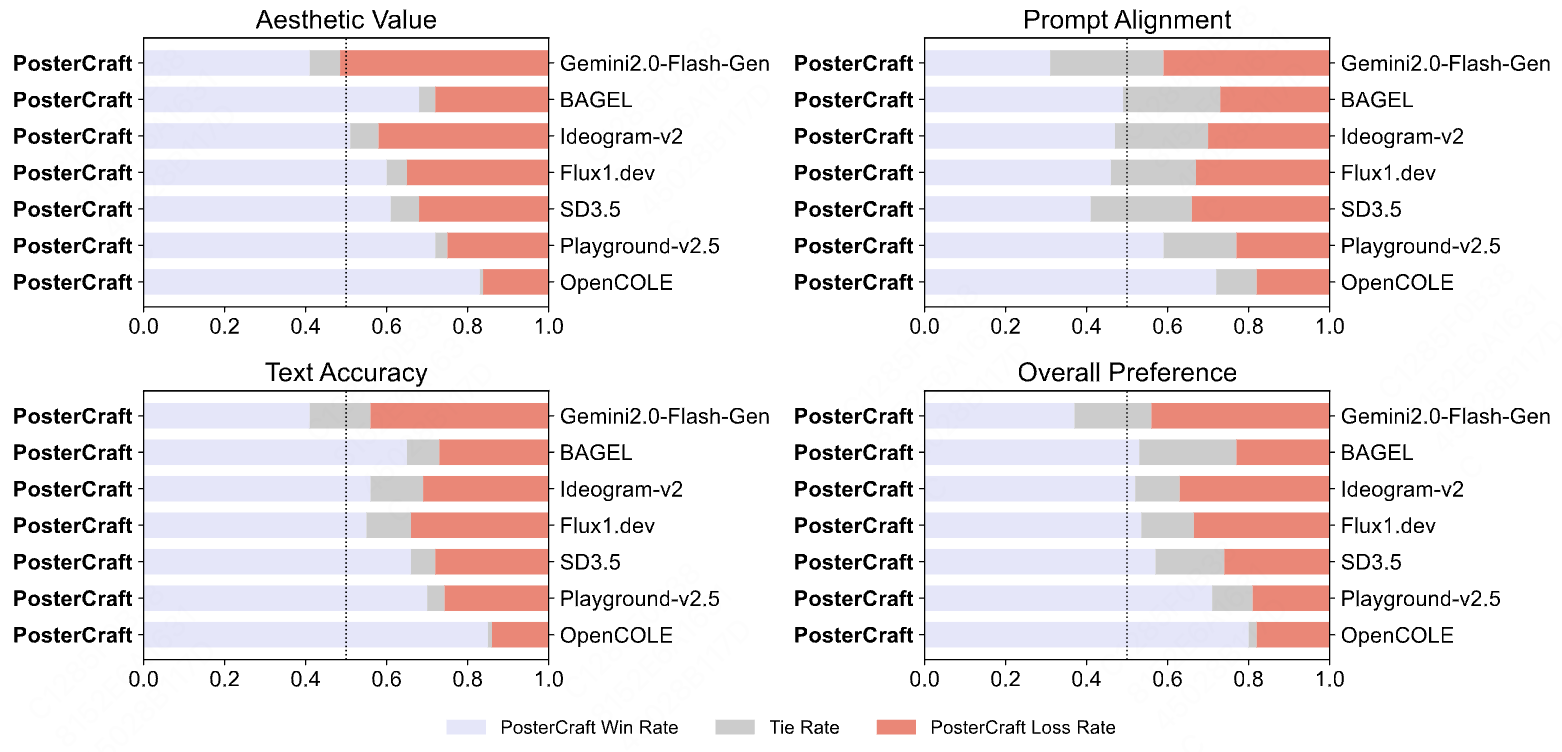 Aesthetic Value
PosterCraft Gemini2.0-Flash-Gen
PosterCraft BAGEL
PosterCraft Ideogram-v2
PosterCraft Flux1.dev
PosterCraft SD3.5
PosterCraft Playground-v2.5
PosterCraft OpenCOLE
0.0 0.2 0.4 0.6 0.8 1.0
Prompt Alignment
PosterCraft Gemini2.0-Flash-Gen
PosterCraft BAGEL
PosterCraft Ideogram-v2
PosterCraft Flux1.dev
PosterCraft SD3.5
PosterCraft Playground-v2.5
PosterCraft OpenCOLE
0.0 0.2 0.4 0.6 0.8 1.0
Text Accuracy
PosterCraft Gemini2.0-Flash-Gen
PosterCraft BAGEL
PosterCraft Ideogram-v2
PosterCraft Flux1.dev
PosterCraft SD3.5
PosterCraft Playground-v2.5
PosterCraft OpenCOLE
0.0 0.2 0.4 0.6 0.8 1.0
Overall Preference
PosterCraft Gemini2.0-Flash-Gen
PosterCraft BAGEL
PosterCraft Ideogram-v2
PosterCraft Flux1.dev
PosterCraft SD3.5
PosterCraft Playground-v2.5
PosterCraft OpenCOLE
0.0 0.2 0.4 0.6 0.8 1.0
PosterCraft Win Rate Tie Rate PosterCraft Loss Rate